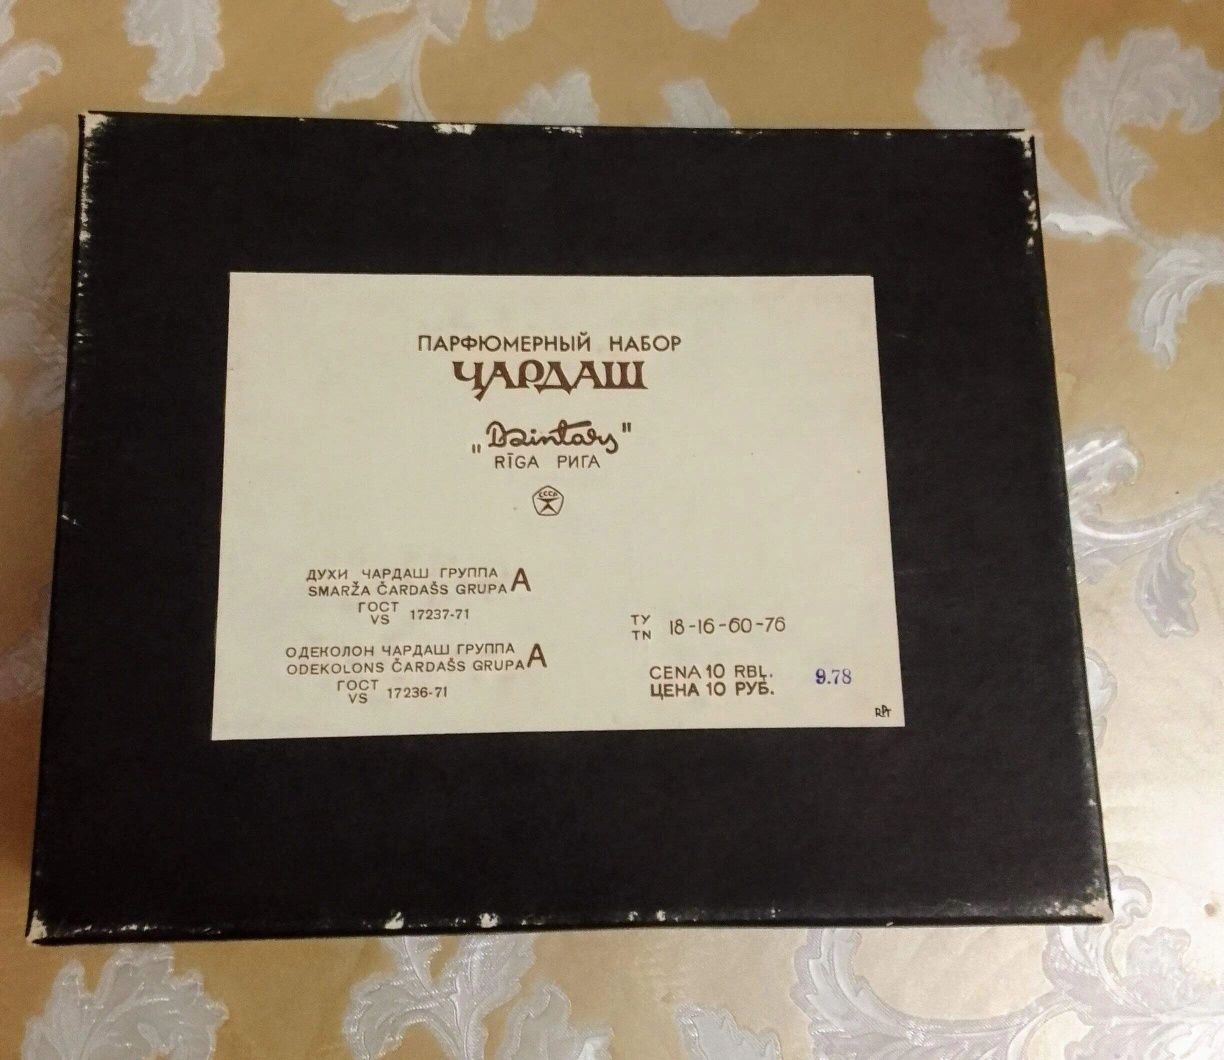 ПАРФЮМЕРНЫЙ НАБОР
ЧАРДАШ
„Dzintars"
RĪGA РИГА
СССР
ДУХИ ЧАРДАШ ГРУППА А
SMARŽA ČARDAŠS GRUPA
ГОСТ
VS 17237-71
ОДЕКОЛОН ЧАРДАШ ГРУППА А
ODEKOLONS ČARDAŠS GRUPA
ГОСТ
VS 17236-71
ТУ
TN 18-16-60-76
CENA 10 RBĻ.
ЦЕНА 10 РУБ.
9.78